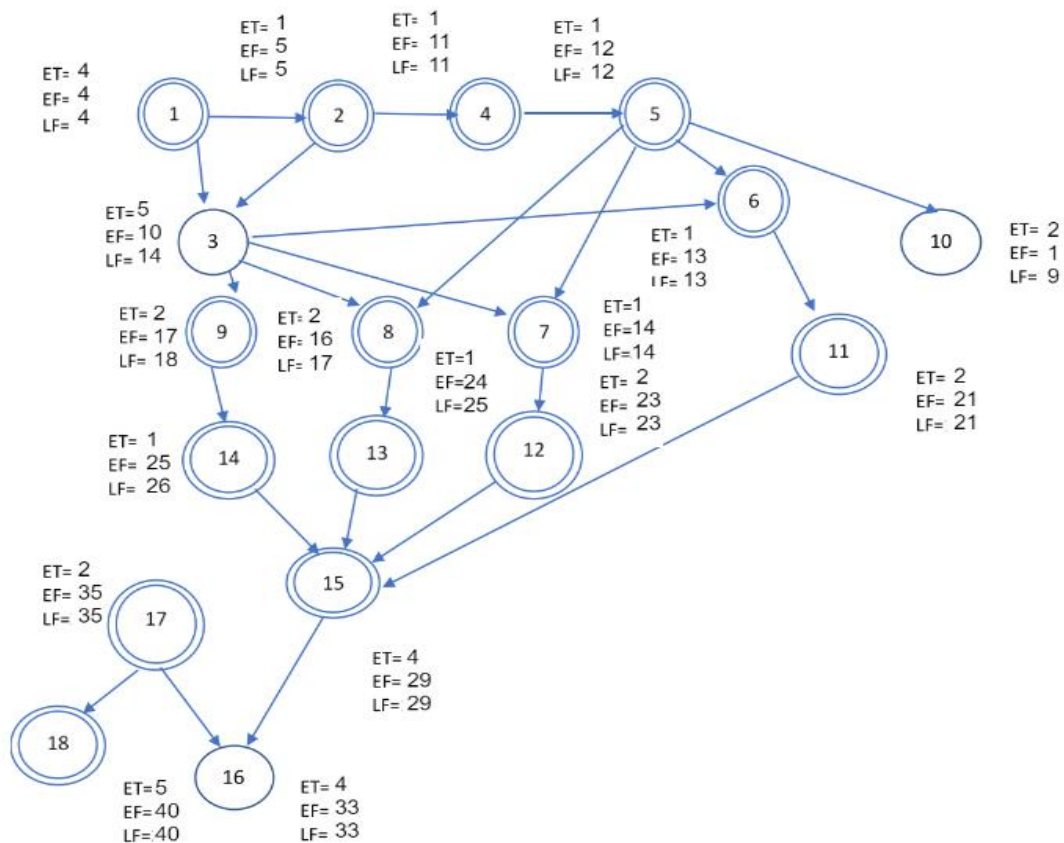 ET= 1
EF= 5
LF= 5
ET= 1
EF= 11
LF= 11
ET= 1
EF= 12
LF= 12
ET= 4
EF= 4
LF= 4
1
2
4
5
6
ET= 5
EF= 10
LF= 14
3
10
ET= 2
EF= 1
LF= 9
ET= 1
EF= 13
LF= 13
ET= 2
EF= 17
LF= 18
9
ET= 2
EF= 16
LF= 17
8
7
ET=1
EF=14
LF=14
11
ET=1
EF=24
LF=25
ET= 2
EF= 23
LF= 23
ET= 2
EF= 21
LF= 21
ET= 1
EF= 25
LF= 26
14
13
12
ET= 2
EF= 35
LF= 35
17
15
ET= 4
EF= 29
LF= 29
18
16
ET= 5
EF=40
LF=40
ET= 4
EF= 33
LF= 33